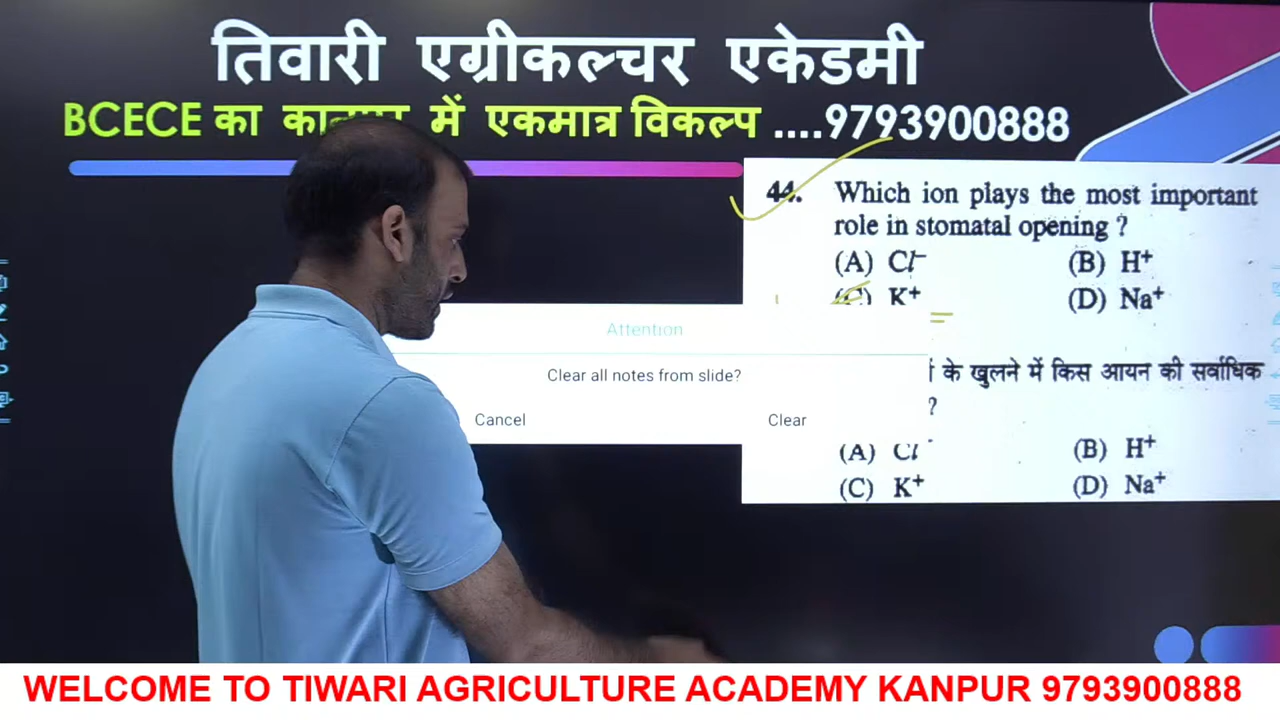 तिवारी एग्रीकल्चर एकेडमी
BCECE का में एकमात्र विकल्प ....9793900888
44. Which ion plays the most important
role in stomatal opening ?
(A) Cl⁻ (B) H⁺
(C) K⁺ (D) Na⁺
Attention
Clear all notes from slide?
Cancel Clear
के खुलने में किस आयन की सर्वाधिक
?
(A) Cl⁻ (B) H⁺
(C) K⁺ (D) Na⁺
WELCOME TO TIWARI AGRICULTURE ACADEMY KANPUR 9793900888